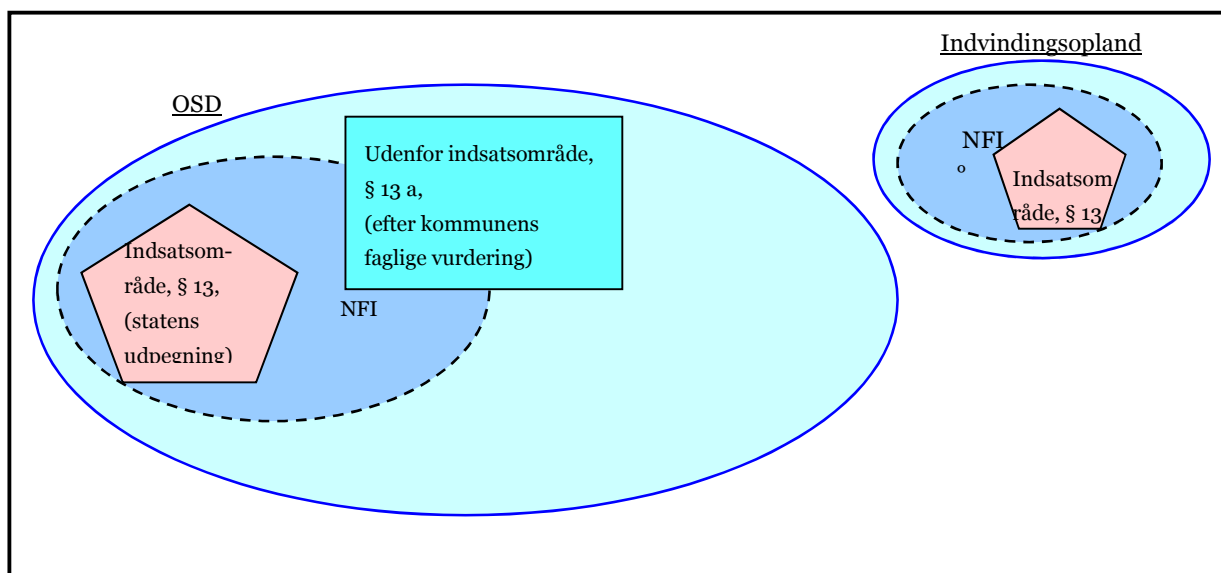 Indvindingsopland
OSD
Udenfor indsatsområde,
§ 13 a,
(efter kommunens
faglige vurdering)
NFI
o
Indsatsom
råde, § 13
Indsatsom-
råde, § 13,
(statens
udpegning)
NFI